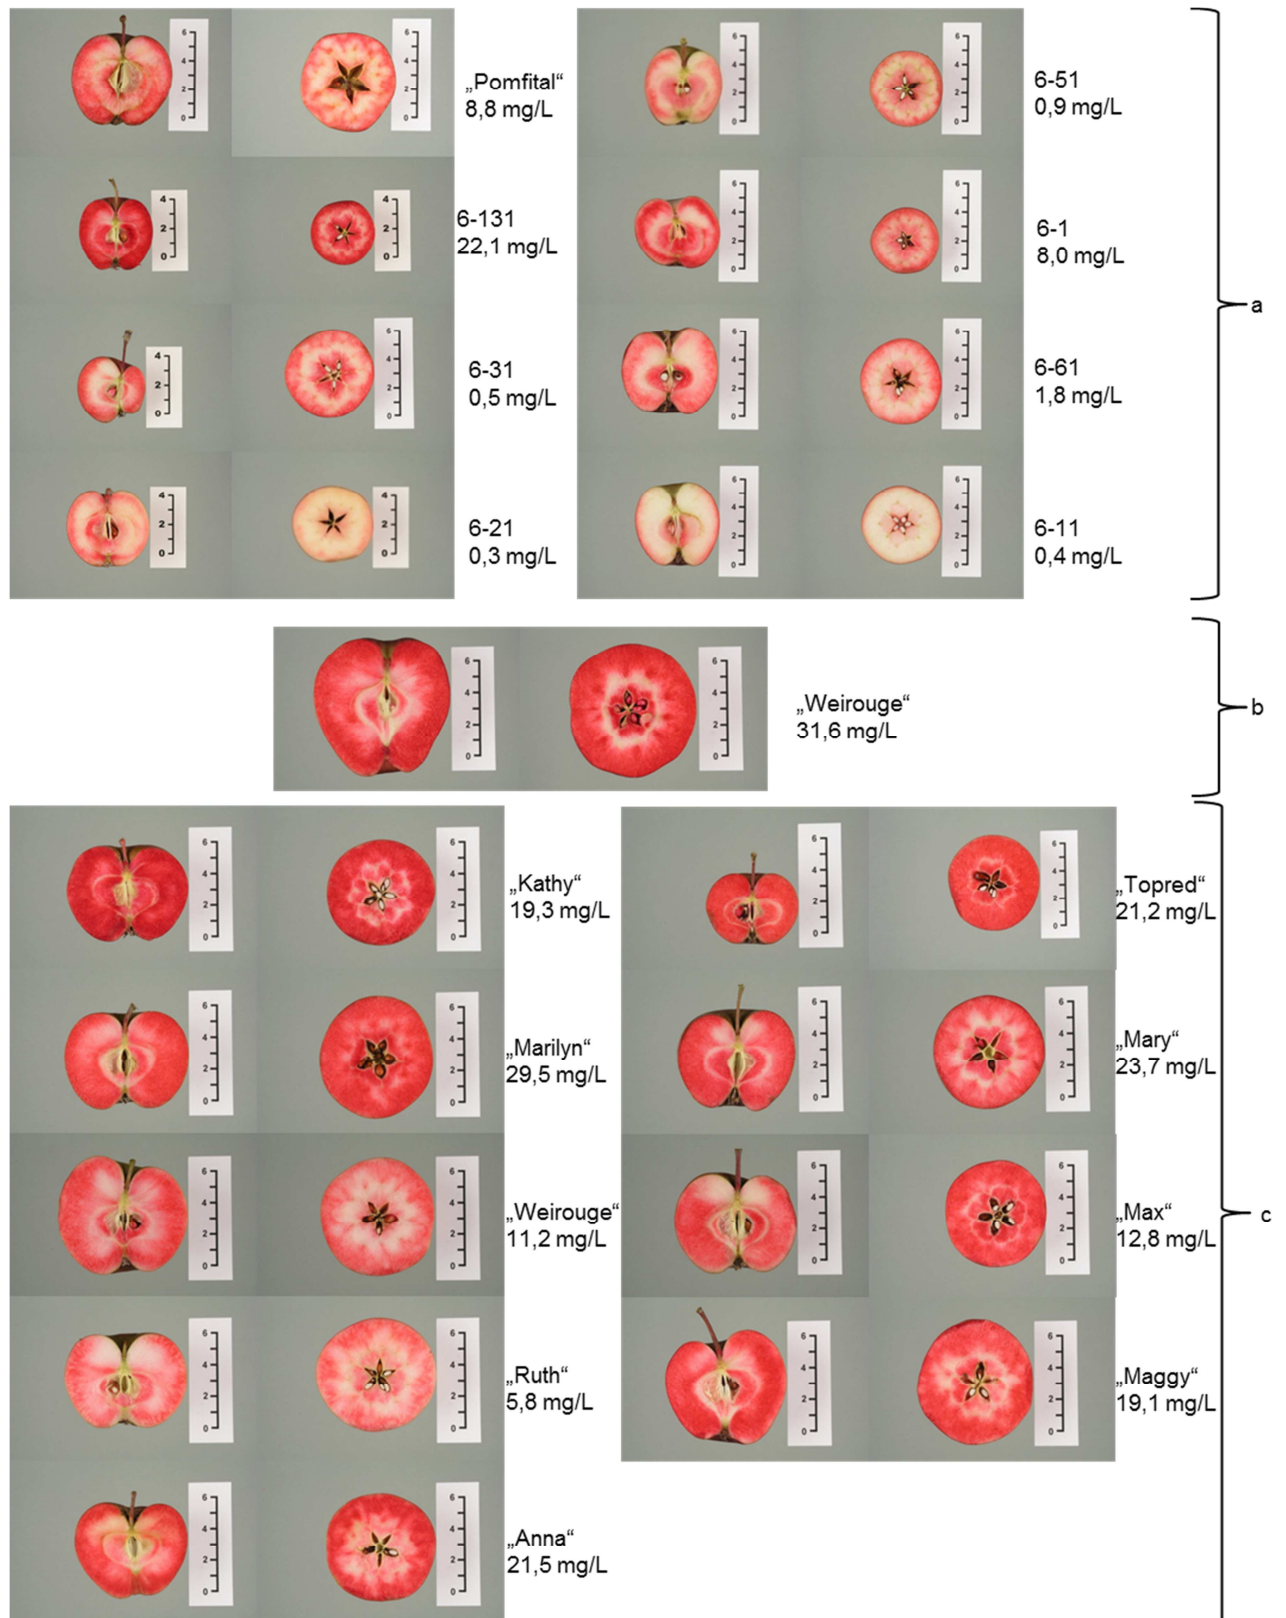 „Pomfital“
8,8 mg/L
6-51
0,9 mg/L
6-131
22,1 mg/L
6-1
8,0 mg/L
6-31
0,5 mg/L
6-61
1,8 mg/L
6-21
0,3 mg/L
6-11
0,4 mg/L
a
„Weirouge“
31,6 mg/L
b
„Kathy“
19,3 mg/L
„Topred“
21,2 mg/L
„Marilyn“
29,5 mg/L
„Mary“
23,7 mg/L
„Weirouge“
11,2 mg/L
„Max“
12,8 mg/L
„Ruth“
5,8 mg/L
„Maggy“
19,1 mg/L
„Anna“
21,5 mg/L
c